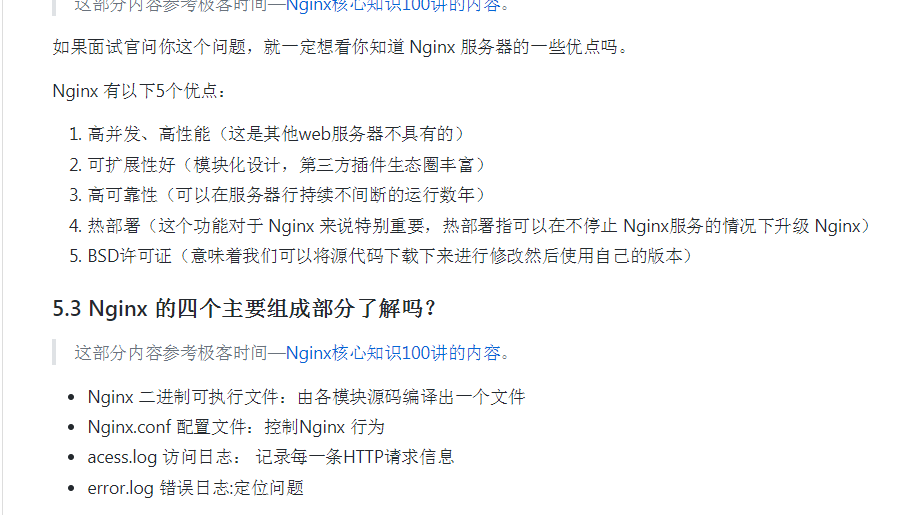 这部分内容参考极客时间—Nginx核心知识100讲的内容。
如果面试官问你这个问题，就一定想看你知道 Nginx 服务器的一些优点吗。
Nginx 有以下5个优点：
1. 高并发、高性能（这是其他web服务器不具有的）
2. 可扩展性好（模块化设计，第三方插件生态圈丰富）
3. 高可靠性（可以在服务器行持续不间断的运行数年）
4. 热部署（这个功能对于 Nginx 来说特别重要，热部署指可以在不停止 Nginx服务的情况下升级 Nginx）
5. BSD许可证（意味着我们可以将源代码下载下来进行修改然后使用自己的版本）
5.3 Nginx 的四个主要组成部分了解吗？
这部分内容参考极客时间—Nginx核心知识100讲的内容。
• Nginx 二进制可执行文件：由各模块源码编译出一个文件
• Nginx.conf 配置文件：控制Nginx 行为
• acess.log 访问日志： 记录每一条HTTP请求信息
• error.log 错误日志:定位问题